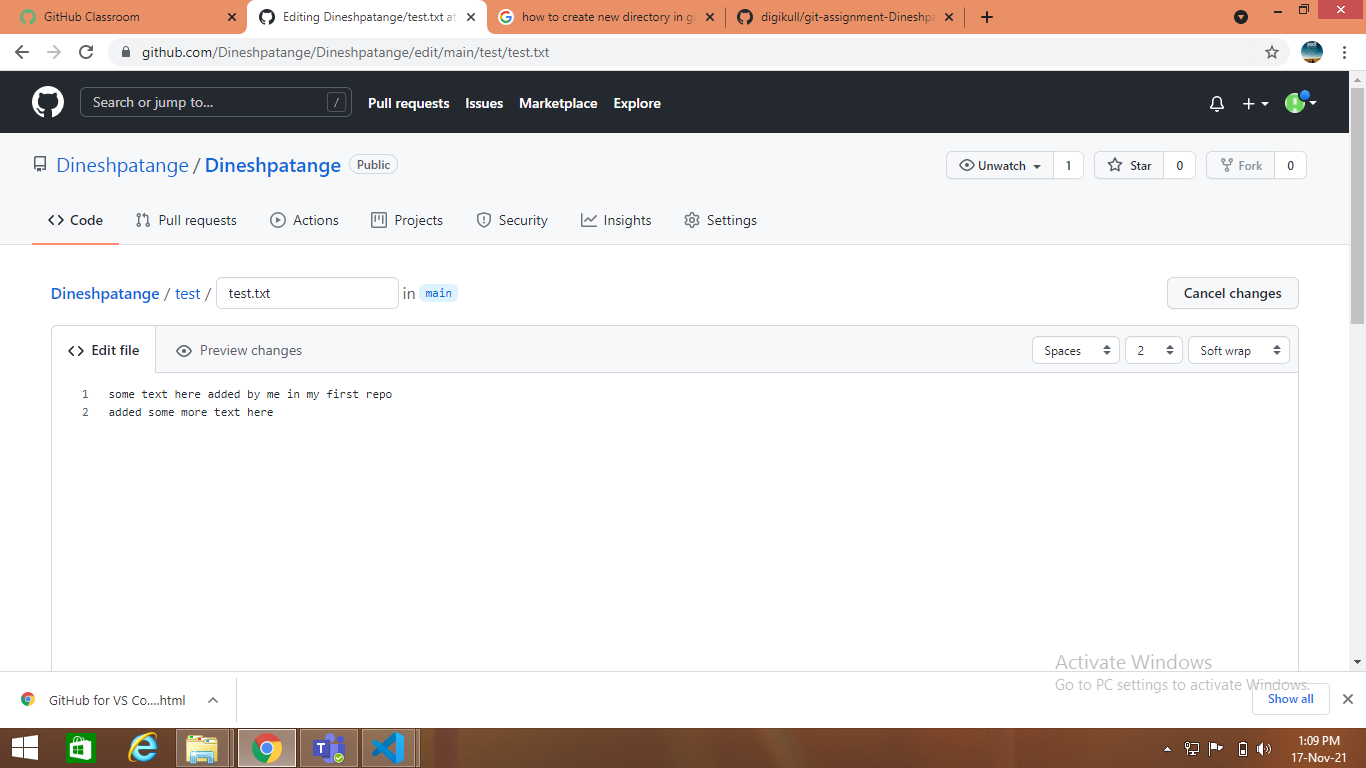 GitHub Classroom
Editing Dineshpatange/test.txt at
how to create new directory in gi
digikull/git-assignment-Dineshpa
github.com/Dineshpatange/Dineshpatange/edit/main/test/test.txt
Search or jump to...
/
Pull requests
Issues
Marketplace
Explore
Dineshpatange / Dineshpatange
Public
Unwatch
1
Star
0
Fork
0
Code
Pull requests
Actions
Projects
Security
Insights
Settings
Dineshpatange / test / test.txt in main
Cancel changes
Edit file
Preview changes
Spaces
2
Soft wrap
1 some text here added by me in my first repo
2 added some more text here
Activate Windows
Go to PC settings to activate Windows.
GitHub for VS Co....html
Show all
1:09 PM
17-Nov-21